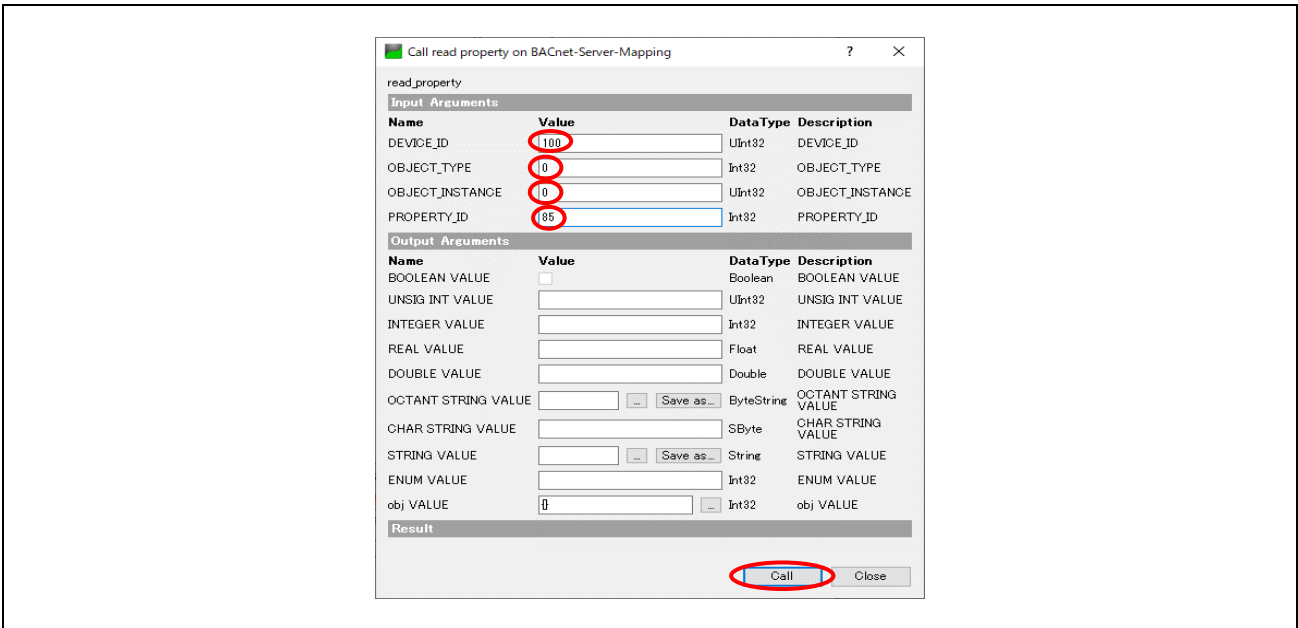 Call read property on BACnet-Server-Mapping ? ×
read_property
Input Arguments
Name Value DataType Description
DEVICE_ID 100 UInt32 DEVICE_ID
OBJECT_TYPE 0 Int32 OBJECT_TYPE
OBJECT_INSTANCE 0 UInt32 OBJECT_INSTANCE
PROPERTY_ID 85 Int32 PROPERTY_ID
Output Arguments
Name Value DataType Description
BOOLEAN VALUE Boolean BOOLEAN VALUE
UNSIG INT VALUE UInt32 UNSIG INT VALUE
INTEGER VALUE Int32 INTEGER VALUE
REAL VALUE Float REAL VALUE
DOUBLE VALUE Double DOUBLE VALUE
OCTANT STRING VALUE ... Save as... ByteString OCTANT STRING
VALUE
CHAR STRING VALUE SByte CHAR STRING
VALUE
STRING VALUE ... Save as... String STRING VALUE
ENUM VALUE Int32 ENUM VALUE
obj VALUE {} ... Int32 obj VALUE
Result
Call Close